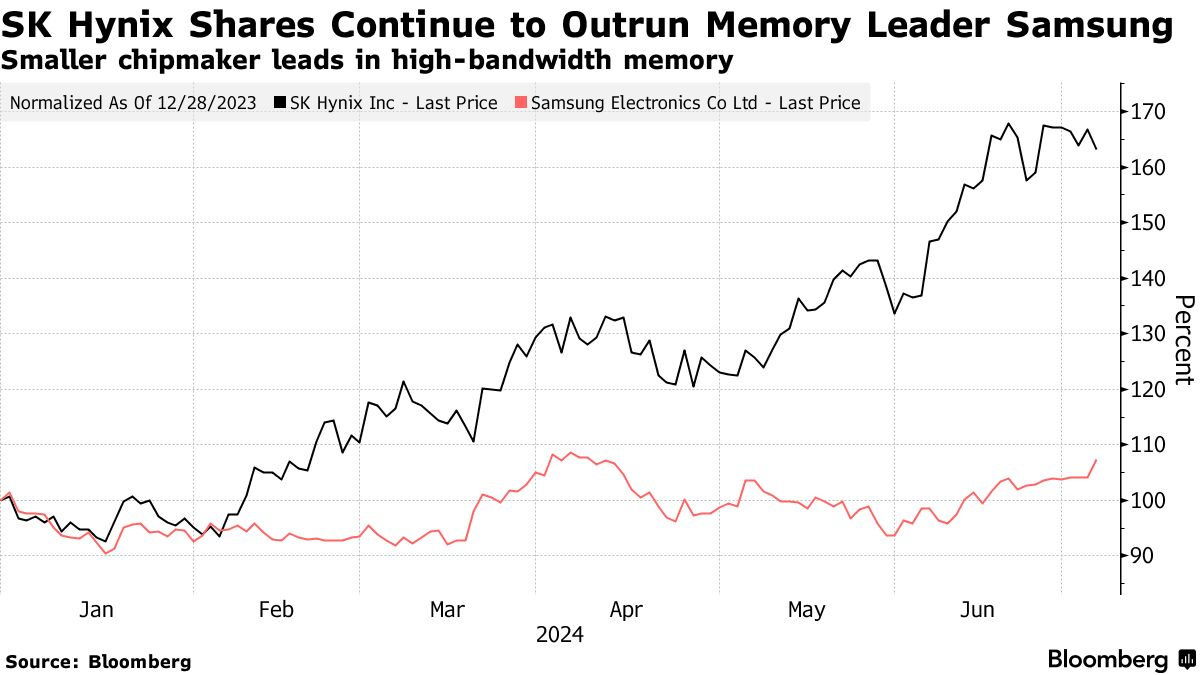 SK Hynix Shares Continue to Outrun Memory Leader Samsung
Smaller chipmaker leads in high-bandwidth memory
Normalized As Of 12/28/2023 SK Hynix Inc - Last Price Samsung Electronics Co Ltd - Last Price
170
160
150
140
130
120
110
100
90
Percent
Jan Feb Mar Apr May Jun
2024
Source: Bloomberg
Bloomberg